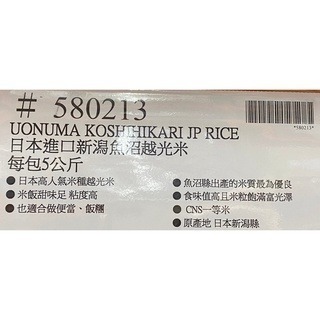 # 580213
*580213*
UONUMA KOSHIHIKARI JP RICE
日本進口新潟魚沼越光米
每包5公斤
● 日本高人氣米種越光米
● 米飯甜味足 粘度高
● 也適合做便當、飯糰
● 魚沼縣出產的米質最為優良
● 食味值高且米粒飽滿富光澤
● CNS一等米
● 原產地 日本新潟縣